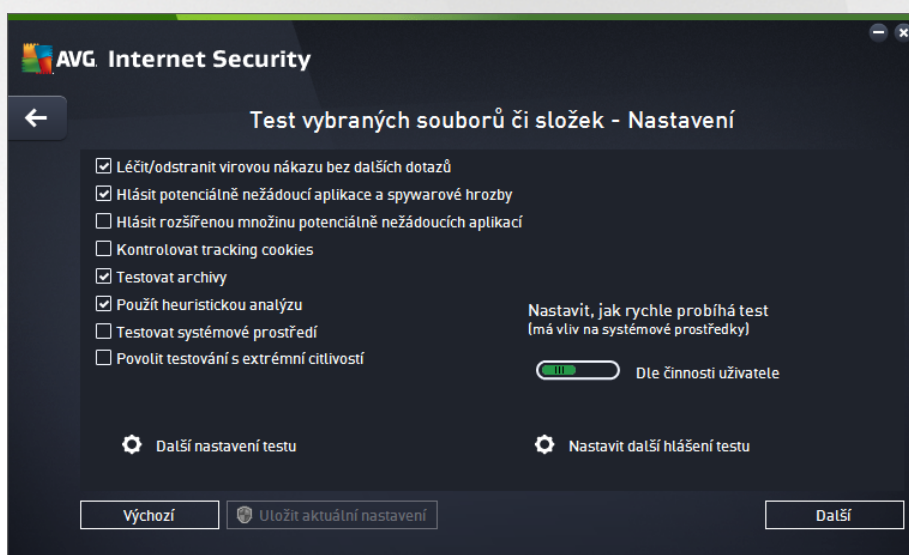 AVG. Internet Security
Test vybraných souborů či složek - Nastavení
Léčit/odstranit virovou nákazu bez dalších dotazů
Hlásit potenciálně nežádoucí aplikace a spywarové hrozby
Hlásit rozšířenou množinu potenciálně nežádoucích aplikací
Kontrolovat tracking cookies
Testovat archivy
Použít heuristickou analýzu
Testovat systémové prostředí
Povolit testování s extrémní citlivostí
Nastavit, jak rychle probíhá test
(má vliv na systémové prostředky)
Dle činnosti uživatele
Další nastavení testu
Nastavit další hlášení testu
Výchozí
Uložit aktuální nastavení
Další